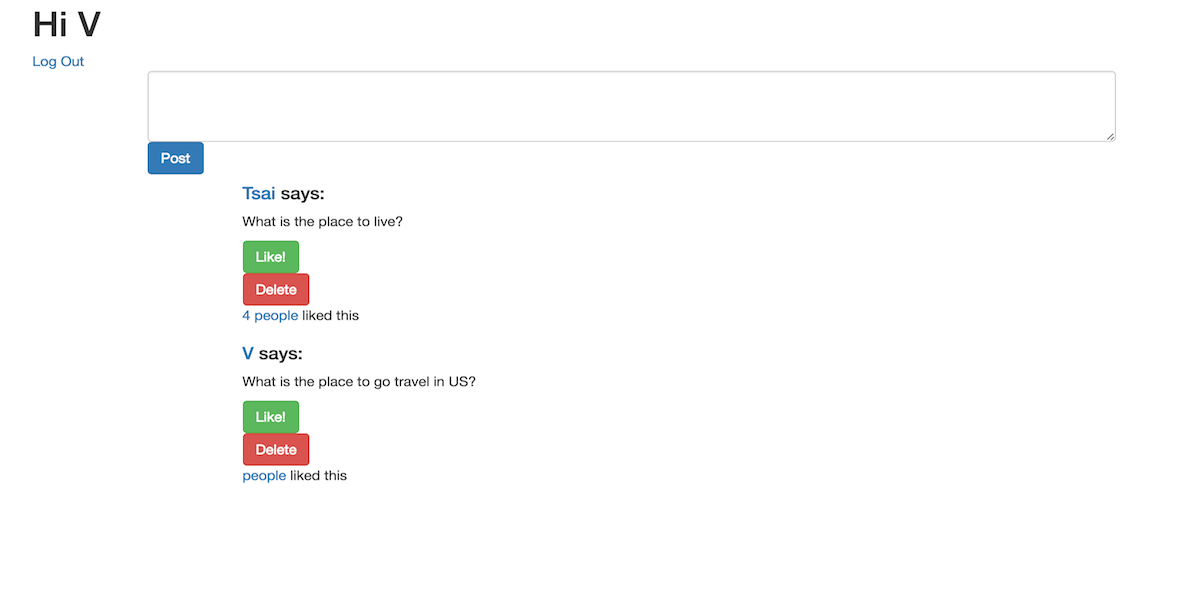 Hi V
Log Out
Post
Tsai says:
What is the place to live?
Like!
Delete
4 people liked this
V says:
What is the place to go travel in US?
Like!
Delete
people liked this